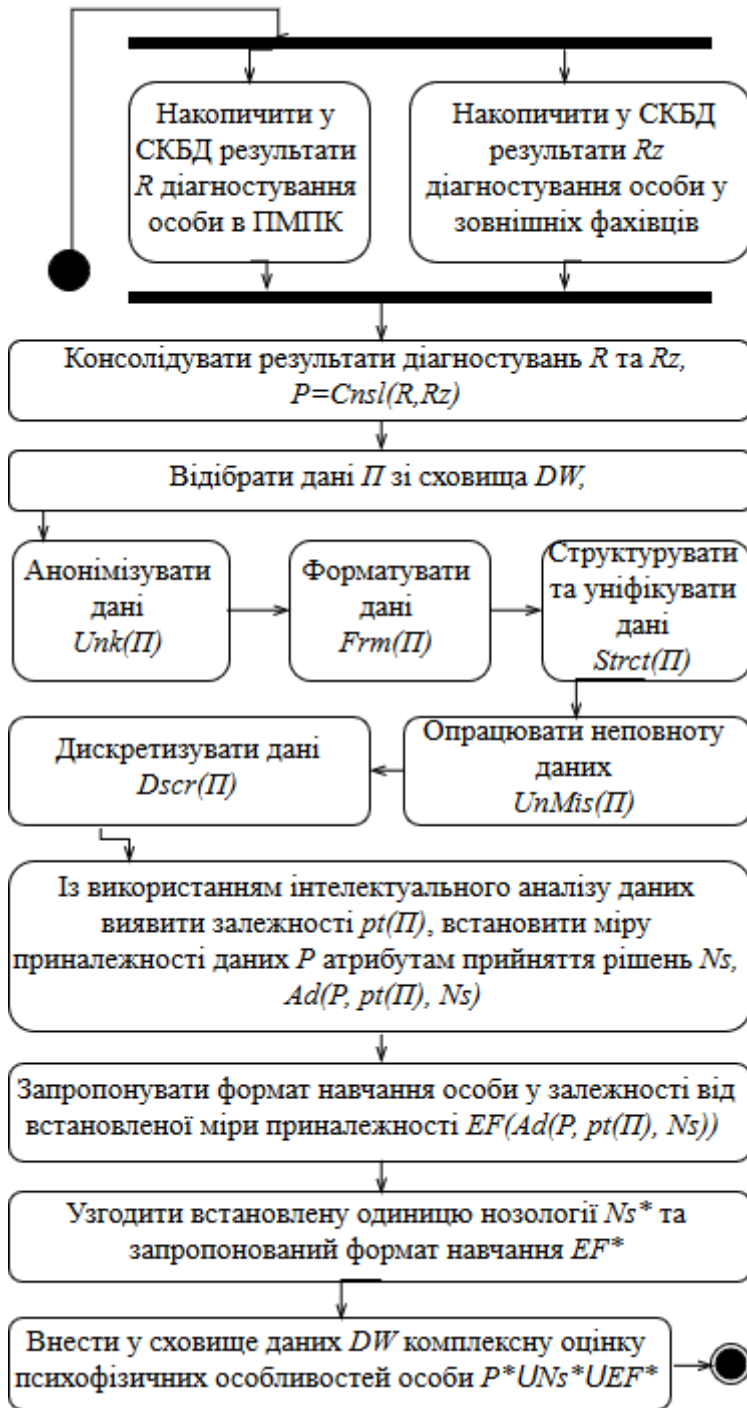 Накопичити у
СКБД результати
R діагностування
особи в ПМПК
Накопичити у СКБД
результати Rz
діагностування особи у
зовнішніх фахівців
Консолідувати результати діагностувань R та Rz,
P=Cnsl(R,Rz)
Відібрати дані П зі сховища DW,
Анонімізувати
дані
Unk(П)
Форматувати
дані
Frm(П)
Структурувати
та уніфікувати
дані
Strct(П)
Опрацювати неповноту
даних
UnMis(П)
Дискретизувати дані
Dscr(П)
Із використанням інтелектуального аналізу даних
виявити залежності pt(П), встановити міру
приналежності даних P атрибутам прийняття рішень Ns,
Ad(P, pt(П), Ns)
Запропонувати формат навчання особи у залежності від
встановленої міри приналежності EF(Ad(P, pt(П), Ns))
Узгодити встановлену одиницю нозології Ns* та
запропонований формат навчання EF*
Внести у сховище даних DW комплексну оцінку
психофізичних особливостей особи P*UNs*UEF*